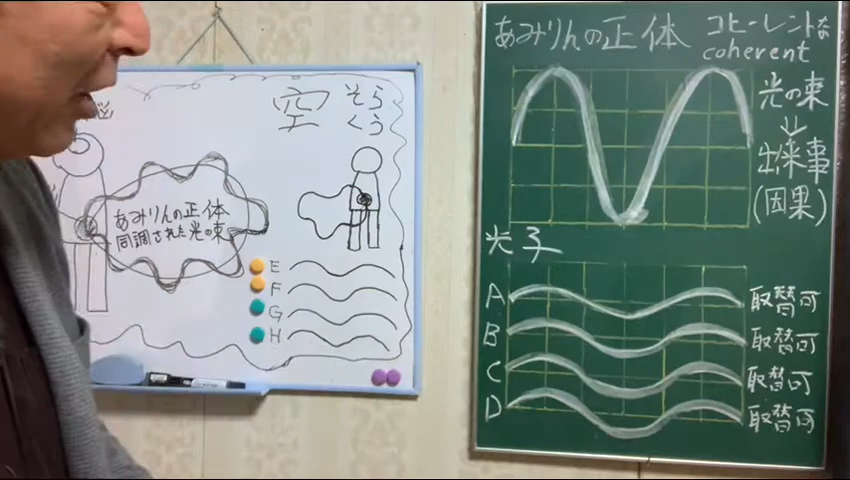 脳
空
そら
くう
あみりんの正体
同調された光の束
E
F
G
H
あみりんの正体
コヒーレントな
coherent
光の束
出来事
(因果)
光子
A 取替可
B 取替可
C 取替可
D 取替可